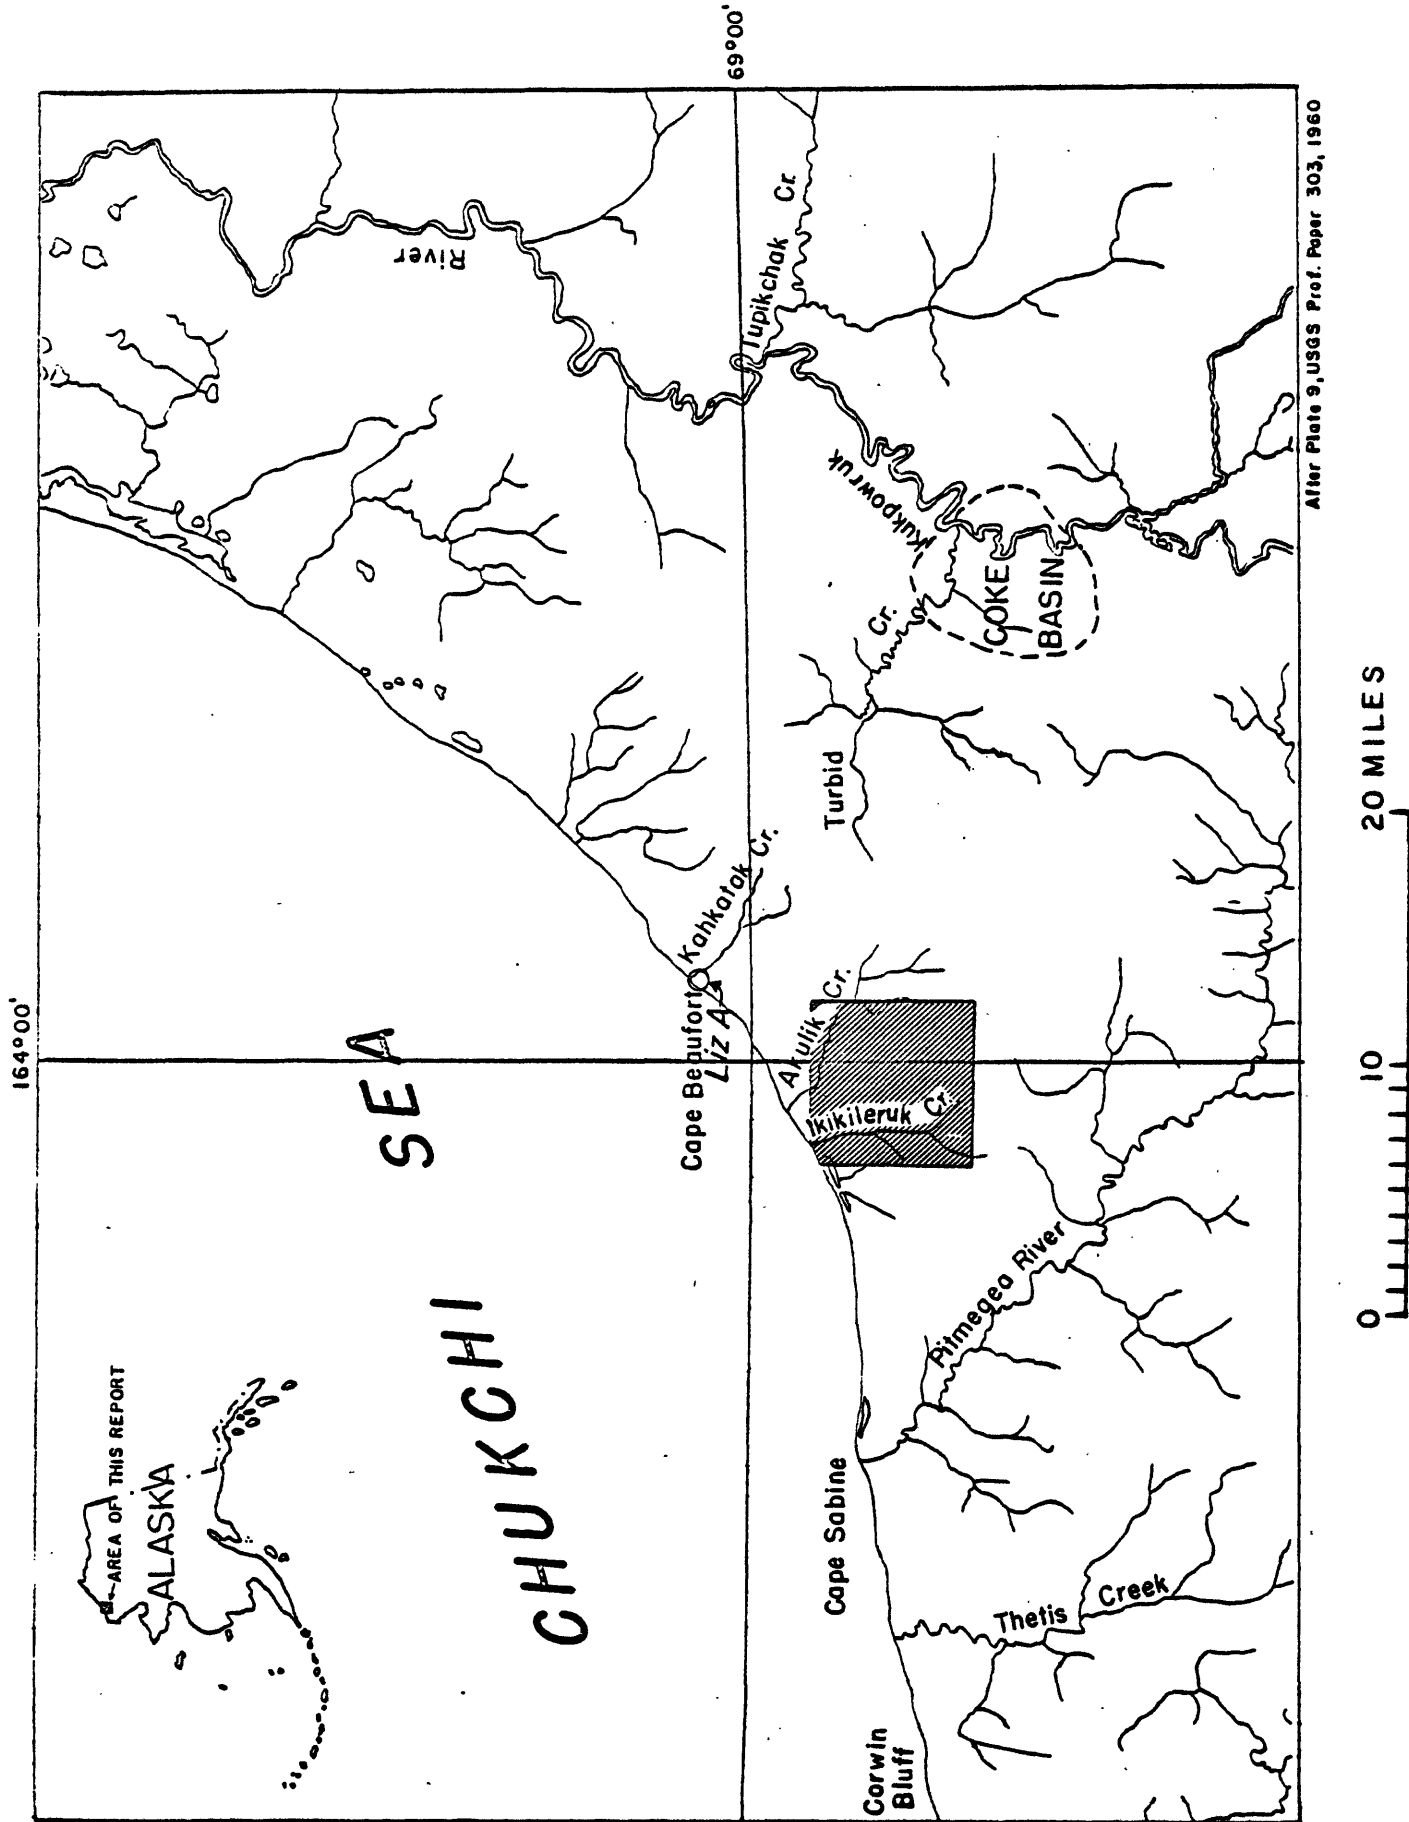 164°00'
69°00'
AREA OF THIS REPORT
ALASKA
CHUKCHI
SEA
River
Kukpowruk
Tupikchak Cr.
Cape Beaufort
Liz A
Kahkatak Cr.
Akulik Cr.
Ikikileruk Cr.
Turbid Cr.
COKE
BASIN
Cape Sabine
Pitmegea River
Corwin
Bluff
Thetis Creek
0 10 20 MILES
After Plate 9, USGS Prof. Paper 303, 1960